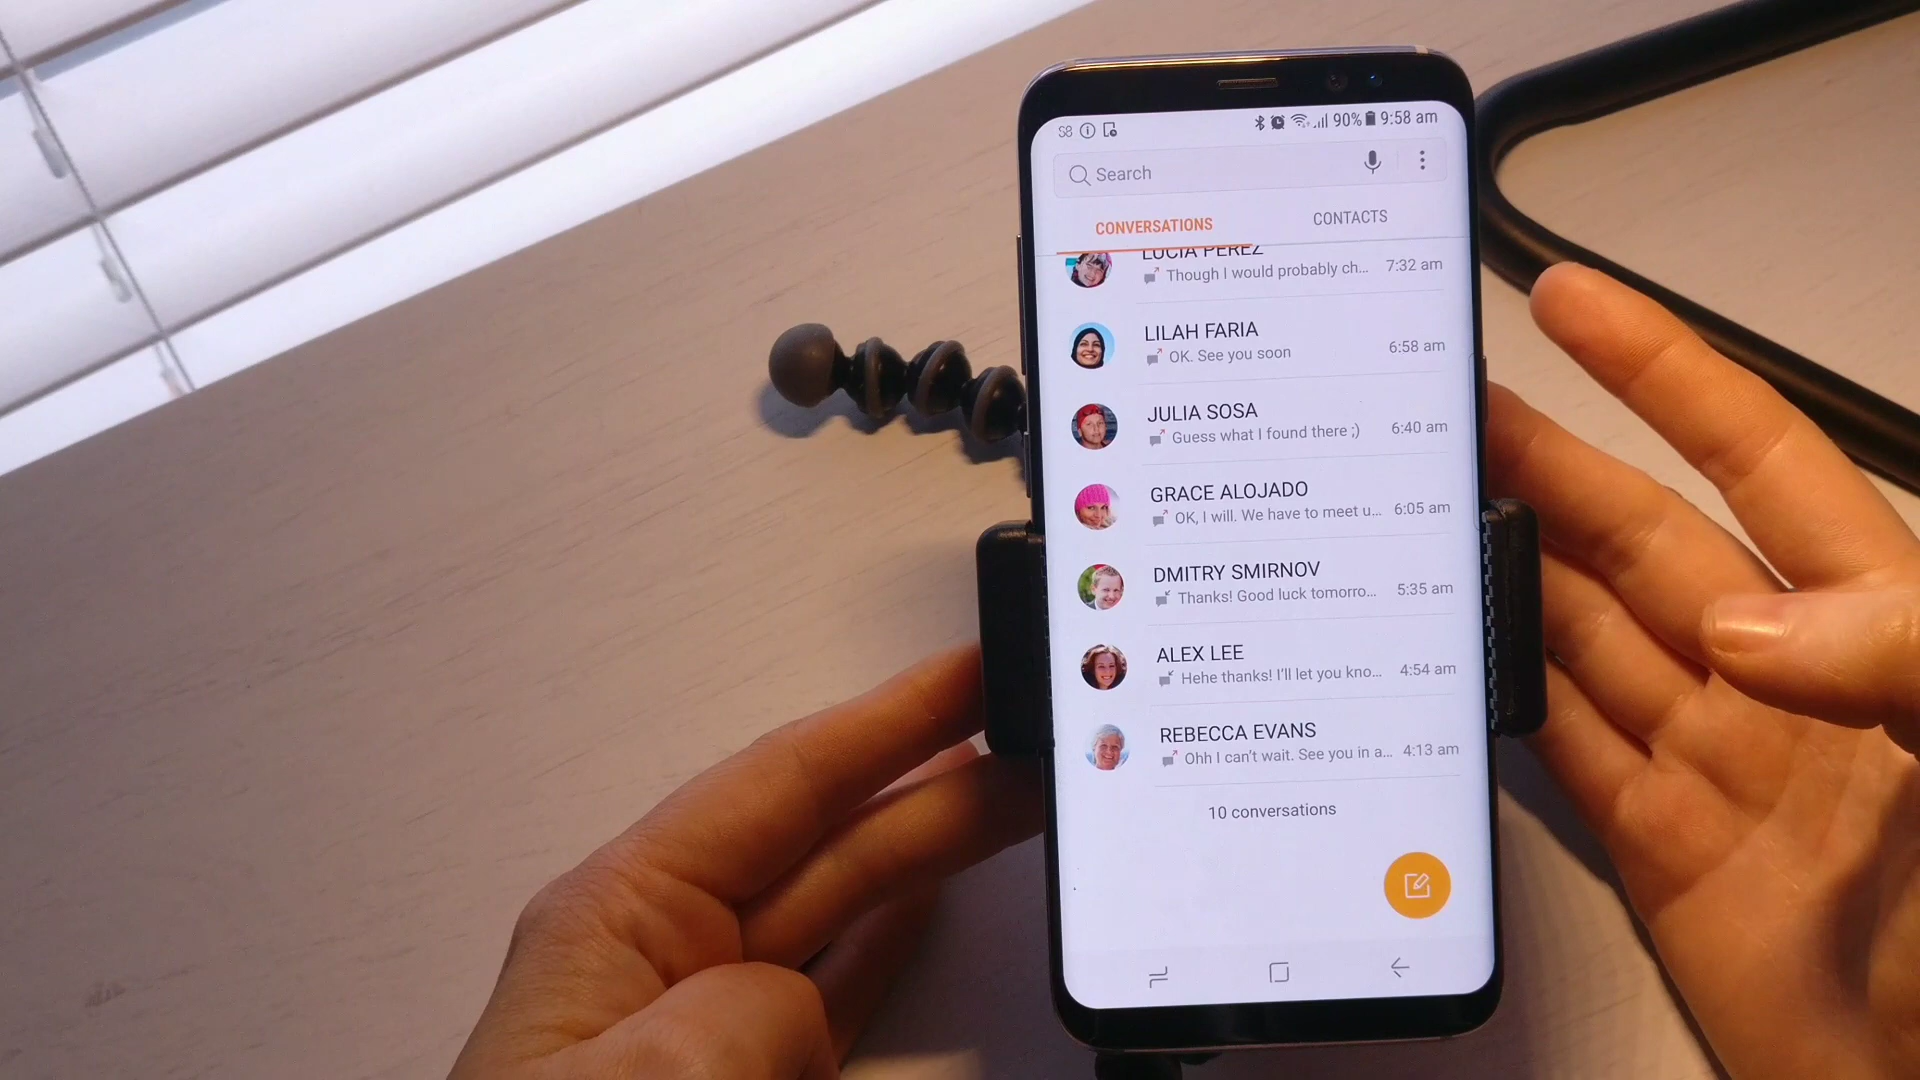 S8 90% 9:58 am
Search
CONVERSATIONS CONTACTS
LUCIA PEREZ
Though I would probably ch... 7:32 am
LILAH FARIA
OK. See you soon 6:58 am
JULIA SOSA
Guess what I found there ;) 6:40 am
GRACE ALOJADO
OK, I will. We have to meet u... 6:05 am
DMITRY SMIRNOV
Thanks! Good luck tomorro... 5:35 am
ALEX LEE
Hehe thanks! I'll let you kno... 4:54 am
REBECCA EVANS
Ohh I can't wait. See you in a... 4:13 am
10 conversations